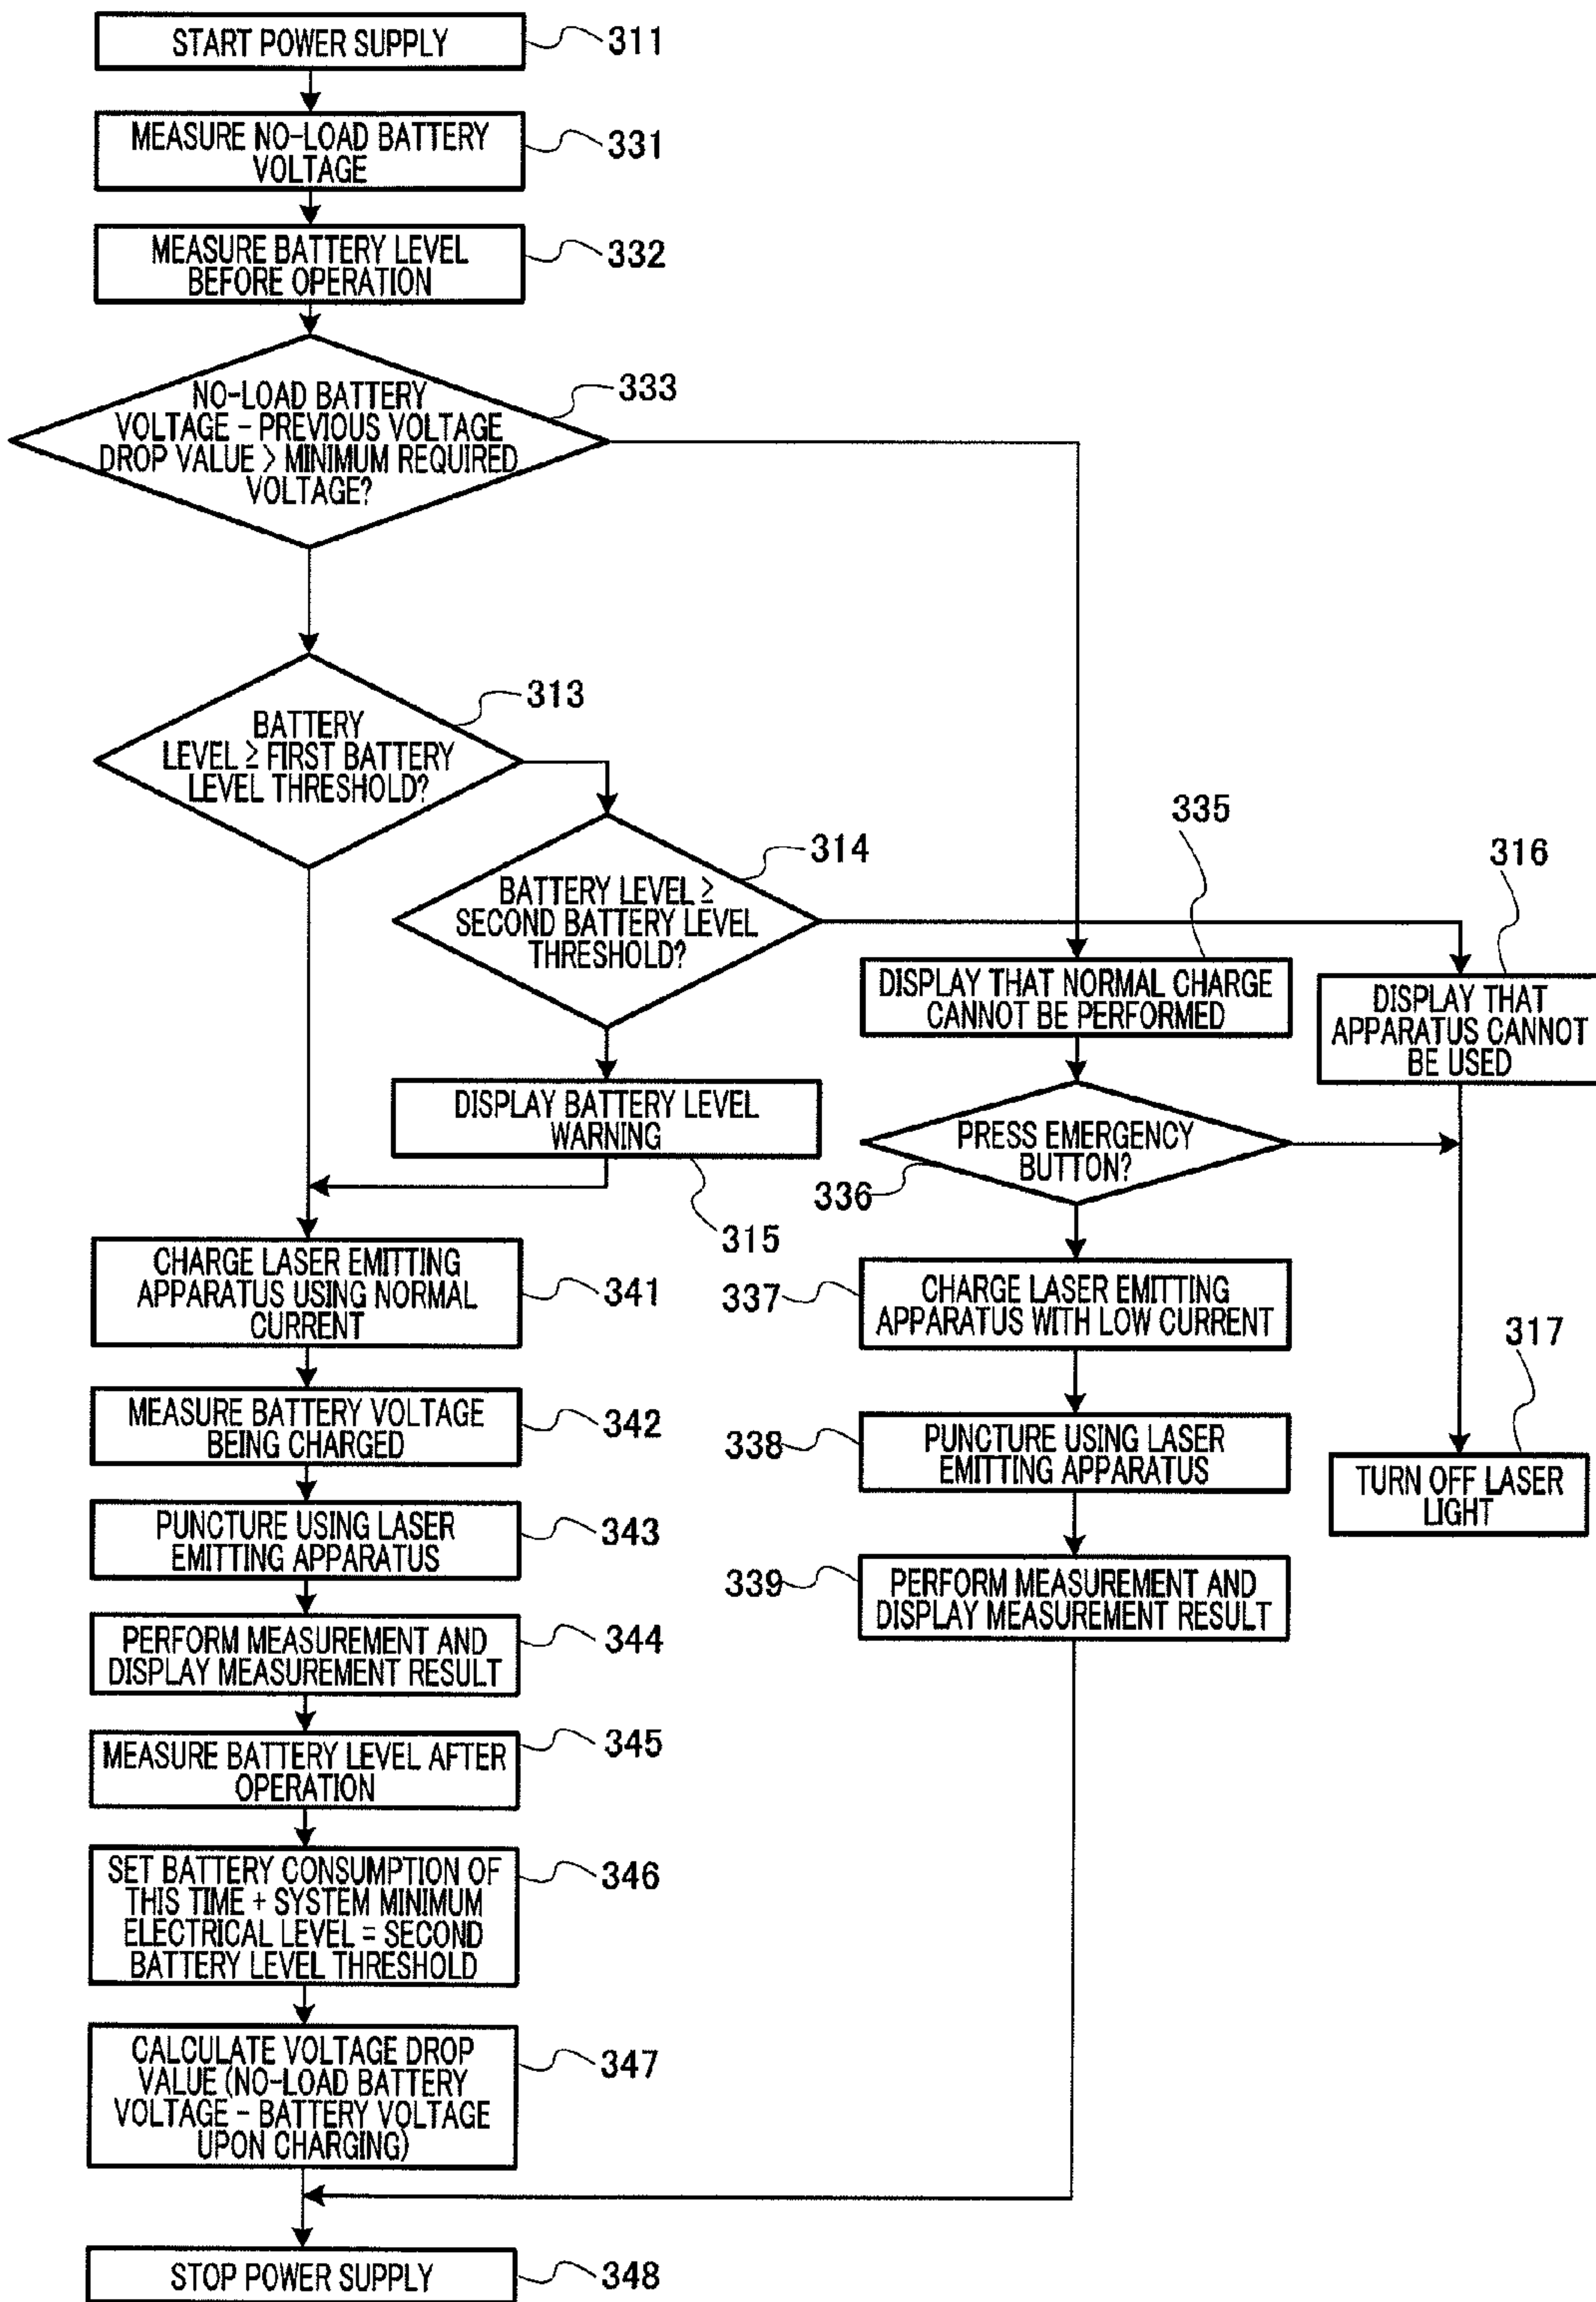 START POWER SUPPLY
311
MEASURE NO-LOAD BATTERY
VOLTAGE
331
MEASURE BATTERY LEVEL
BEFORE OPERATION
332
NO-LOAD BATTERY
VOLTAGE - PREVIOUS VOLTAGE
DROP VALUE > MINIMUM REQUIRED
VOLTAGE?
333
BATTERY
LEVEL ≥ FIRST BATTERY
LEVEL THRESHOLD?
313
BATTERY LEVEL ≥
SECOND BATTERY LEVEL
THRESHOLD?
314
DISPLAY BATTERY LEVEL
WARNING
315
DISPLAY THAT NORMAL CHARGE
CANNOT BE PERFORMED
335
DISPLAY THAT
APPARATUS CANNOT
BE USED
316
PRESS EMERGENCY
BUTTON?
336
CHARGE LASER EMITTING
APPARATUS WITH LOW CURRENT
337
PUNCTURE USING LASER
EMITTING APPARATUS
338
PERFORM MEASUREMENT AND
DISPLAY MEASUREMENT RESULT
339
TURN OFF LASER
LIGHT
317
CHARGE LASER EMITTING
APPARATUS USING NORMAL
CURRENT
341
MEASURE BATTERY VOLTAGE
BEING CHARGED
342
PUNCTURE USING LASER
EMITTING APPARATUS
343
PERFORM MEASUREMENT AND
DISPLAY MEASUREMENT RESULT
344
MEASURE BATTERY LEVEL AFTER
OPERATION
345
SET BATTERY CONSUMPTION OF
THIS TIME + SYSTEM MINIMUM
ELECTRICAL LEVEL = SECOND
BATTERY LEVEL THRESHOLD
346
CALCULATE VOLTAGE DROP
VALUE (NO-LOAD BATTERY
VOLTAGE - BATTERY VOLTAGE
UPON CHARGING)
347
STOP POWER SUPPLY
348